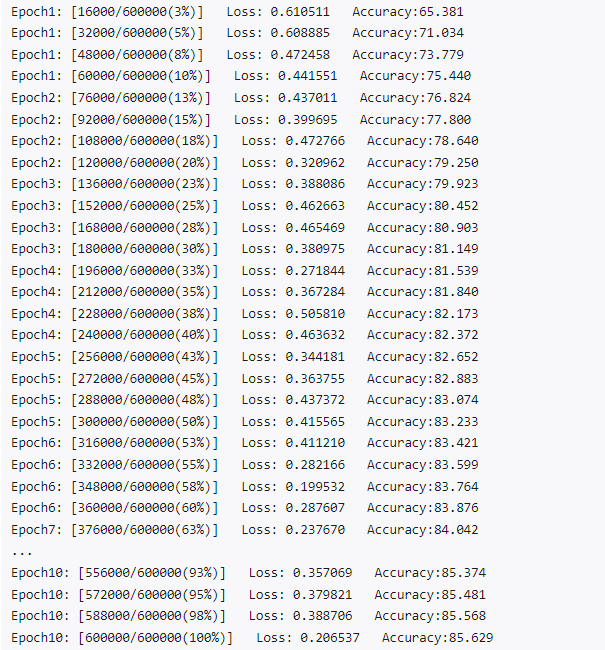 Epoch1: [16000/600000(3%)]   Loss: 0.610511   Accuracy:65.381
Epoch1: [32000/600000(5%)]   Loss: 0.608885   Accuracy:71.034
Epoch1: [48000/600000(8%)]   Loss: 0.472458   Accuracy:73.779
Epoch1: [60000/600000(10%)]   Loss: 0.441551   Accuracy:75.440
Epoch2: [76000/600000(13%)]   Loss: 0.437011   Accuracy:76.824
Epoch2: [92000/600000(15%)]   Loss: 0.399695   Accuracy:77.800
Epoch2: [108000/600000(18%)]   Loss: 0.472766   Accuracy:78.640
Epoch2: [120000/600000(20%)]   Loss: 0.320962   Accuracy:79.250
Epoch3: [136000/600000(23%)]   Loss: 0.388086   Accuracy:79.923
Epoch3: [152000/600000(25%)]   Loss: 0.462663   Accuracy:80.452
Epoch3: [168000/600000(28%)]   Loss: 0.465469   Accuracy:80.903
Epoch3: [180000/600000(30%)]   Loss: 0.380975   Accuracy:81.149
Epoch4: [196000/600000(33%)]   Loss: 0.271844   Accuracy:81.539
Epoch4: [212000/600000(35%)]   Loss: 0.367284   Accuracy:81.840
Epoch4: [228000/600000(38%)]   Loss: 0.505810   Accuracy:82.173
Epoch4: [240000/600000(40%)]   Loss: 0.463632   Accuracy:82.372
Epoch5: [256000/600000(43%)]   Loss: 0.344181   Accuracy:82.652
Epoch5: [272000/600000(45%)]   Loss: 0.363755   Accuracy:82.883
Epoch5: [288000/600000(48%)]   Loss: 0.437372   Accuracy:83.074
Epoch5: [300000/600000(50%)]   Loss: 0.415565   Accuracy:83.233
Epoch6: [316000/600000(53%)]   Loss: 0.411210   Accuracy:83.421
Epoch6: [332000/600000(55%)]   Loss: 0.282166   Accuracy:83.599
Epoch6: [348000/600000(58%)]   Loss: 0.199532   Accuracy:83.764
Epoch6: [360000/600000(60%)]   Loss: 0.287607   Accuracy:83.876
Epoch7: [376000/600000(63%)]   Loss: 0.237670   Accuracy:84.042
...
Epoch10: [556000/600000(93%)]   Loss: 0.357069   Accuracy:85.374
Epoch10: [572000/600000(95%)]   Loss: 0.379821   Accuracy:85.481
Epoch10: [588000/600000(98%)]   Loss: 0.388706   Accuracy:85.568
Epoch10: [600000/600000(100%)]   Loss: 0.206537   Accuracy:85.629